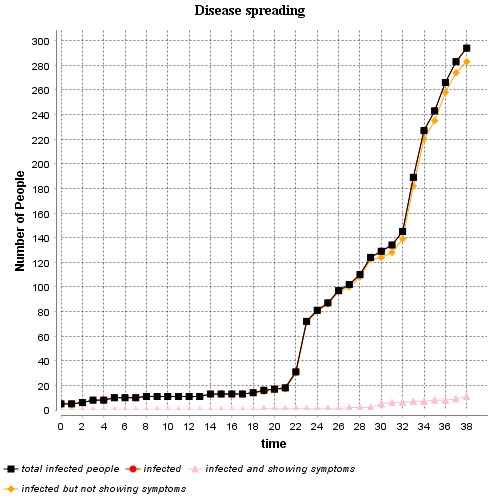 Disease spreading
Number of People
300
280
260
240
220
200
180
160
140
120
100
80
60
40
20
0
0 2 4 6 8 10 12 14 16 18 20 22 24 26 28 30 32 34 36 38
time
total infected people infected infected and showing symptoms
infected but not showing symptoms